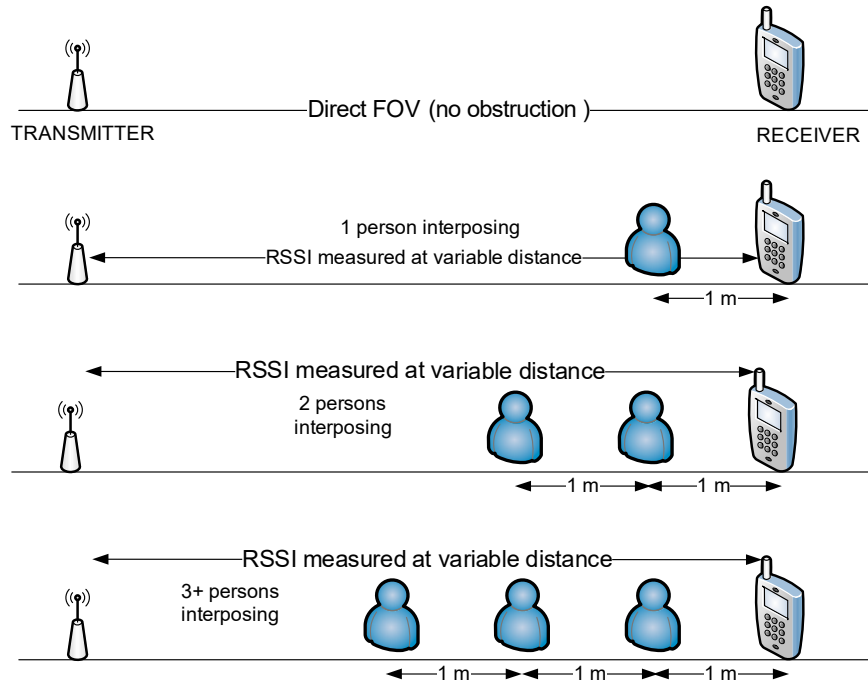 Direct FOV (no obstruction )
TRANSMITTER
RECEIVER
1 person interposing
RSSI measured at variable distance
1 m
RSSI measured at variable distance
2 persons
interposing
1 m
1 m
RSSI measured at variable distance
3+ persons
interposing
1 m
1 m
1 m